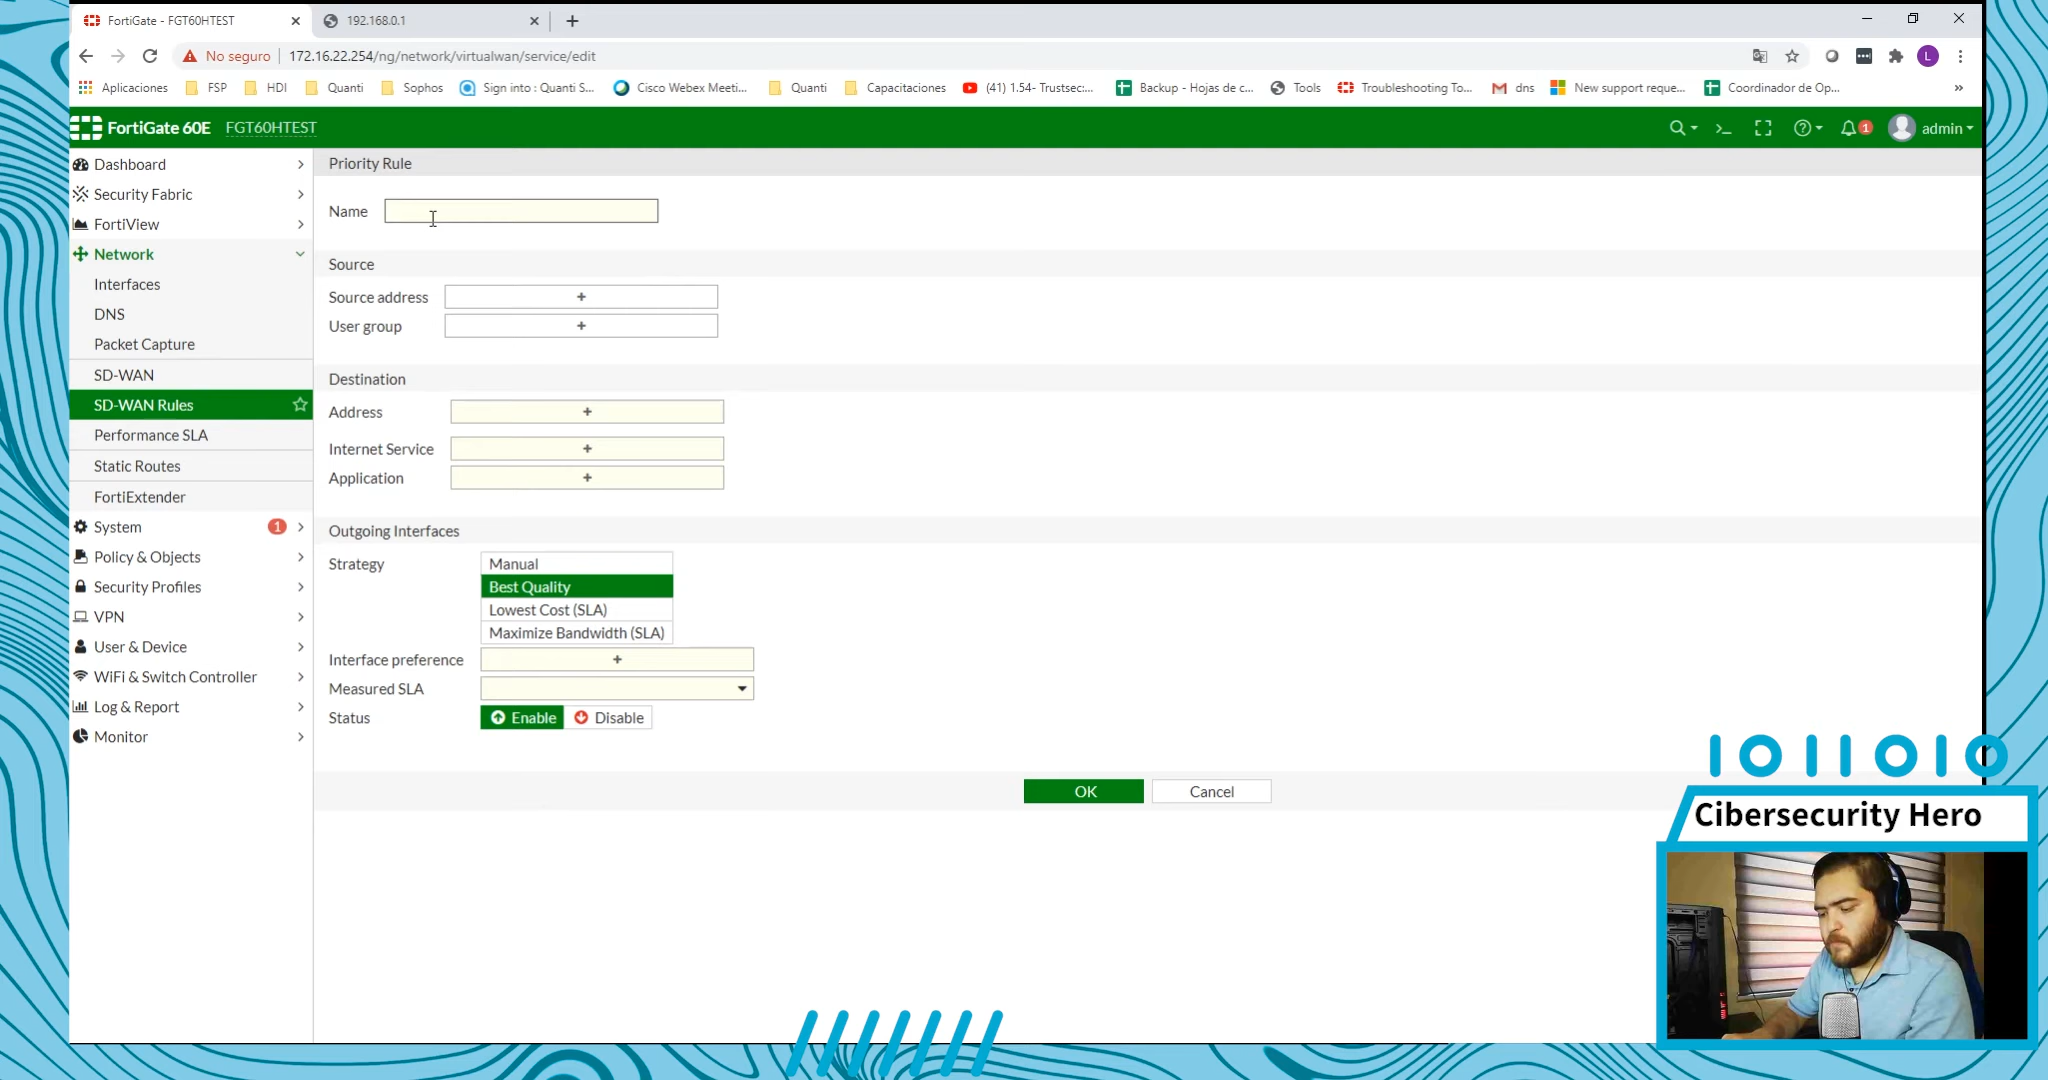 FortiGate - FGT60HTEST
192.168.0.1
No seguro
172.16.22.254/ng/network/virtualwan/service/edit
Aplicaciones
FSP
HDI
Quanti
Sophos
Sign into : Quanti S...
Cisco Webex Meeti...
Quanti
Capacitaciones
(41) 1.54- Trustsec:...
Backup - Hojas de c...
Tools
Troubleshooting To...
dns
New support reque...
Coordinador de Op...
»
FortiGate 60E
FGT60HTEST
1
admin
Dashboard
Security Fabric
FortiView
Network
Interfaces
DNS
Packet Capture
SD-WAN
SD-WAN Rules
Performance SLA
Static Routes
FortiExtender
System
1
Policy & Objects
Security Profiles
VPN
User & Device
WiFi & Switch Controller
Log & Report
Monitor
Priority Rule
Name
Source
Source address
User group
Destination
Address
Internet Service
Application
Outgoing Interfaces
Strategy
Manual
Best Quality
Lowest Cost (SLA)
Maximize Bandwidth (SLA)
Interface preference
Measured SLA
Status
Enable
Disable
OK
Cancel
1011010
Cibersecurity Hero